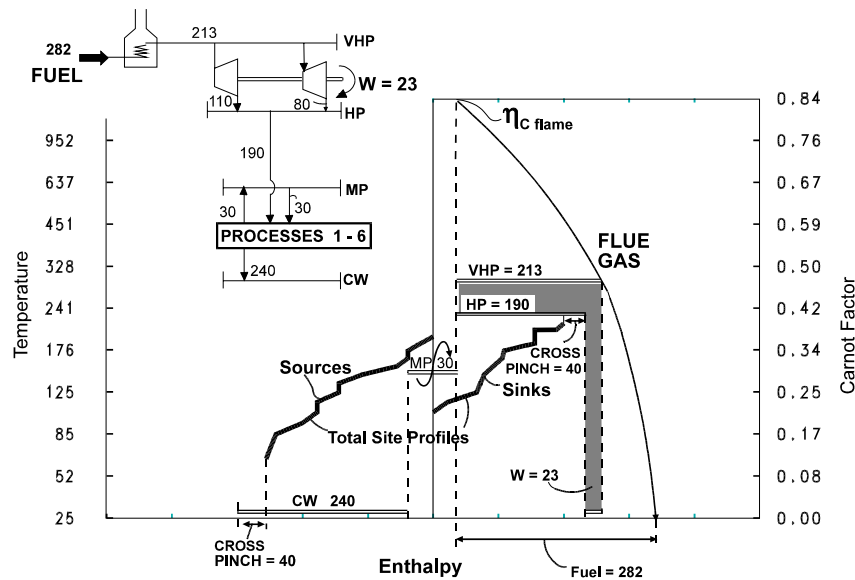 282
FUEL
213
VHP
W = 23
110
80
HP
190
MP
30
30
PROCESSES 1 - 6
240
CW
η C flame
FLUE
GAS
VHP = 213
HP = 190
CROSS
PINCH = 40
MP 30
Sources
Sinks
Total Site Profiles
W = 23
CW 240
CROSS
PINCH = 40
Enthalpy
Fuel = 282
Temperature
952
637
451
328
241
176
125
85
52
25
0.84
0.76
0.67
0.59
0.50
0.42
0.34
0.25
0.17
0.08
0.00
Carnot Factor